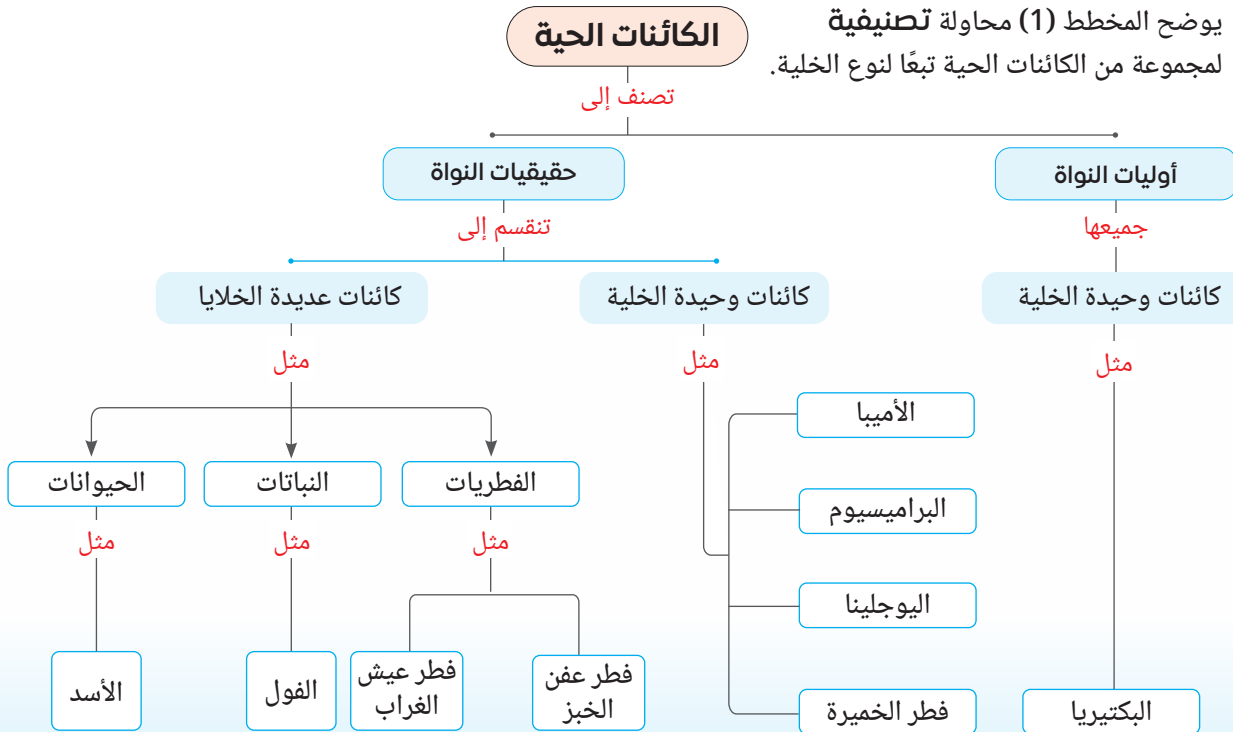 يوضح المخطط (1) محاولة تصنيفية
لمجموعة من الكائنات الحية تبعًا لنوع الخلية.
الكائنات الحية
تصنف إلى
أوليات النواة
حقيقيات النواة
جميعها
تنقسم إلى
كائنات وحيدة الخلية
كائنات وحيدة الخلية
كائنات عديدة الخلايا
مثل
مثل
مثل
الأميبا
البراميسيوم
اليوجلينا
فطر الخميرة
الفطريات
النباتات
الحيوانات
مثل
مثل
مثل
البكتيريا
فطر عفن
الخبز
فطر عيش
الغراب
الفول
الأسد